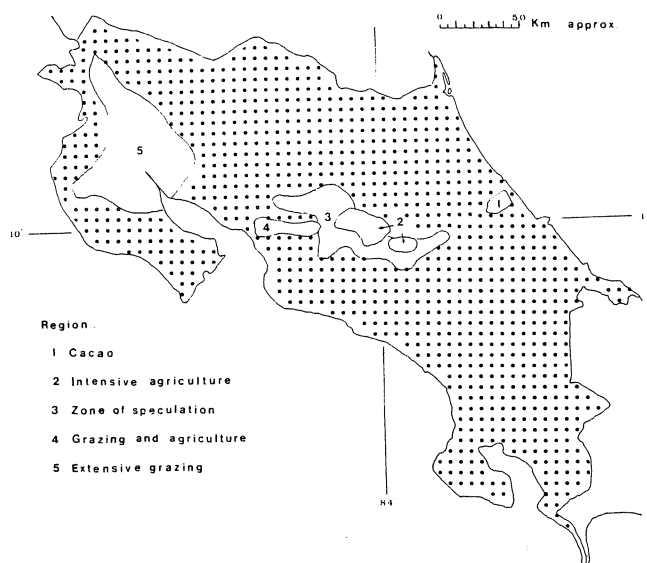 0 50 Km approx.
5
1
3
2
4
10°
1
Region.
1 Cacao
2 Intensive agriculture
3 Zone of speculation
4 Grazing and agriculture
5 Extensive grazing
84